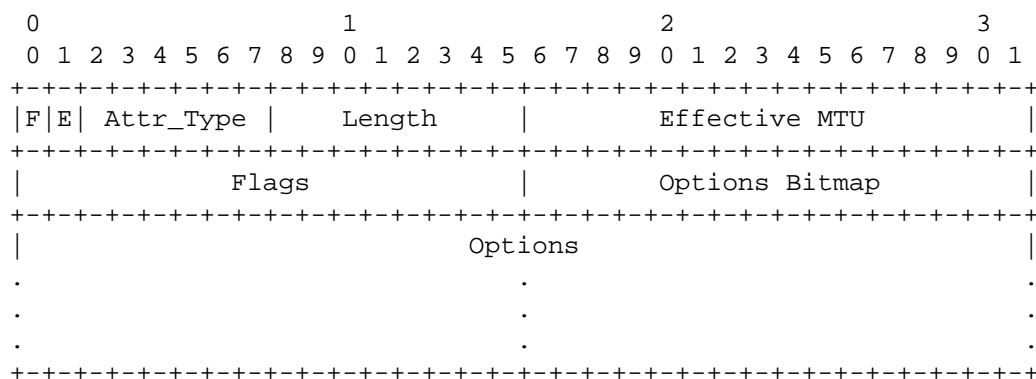 0                   1                   2                   3
 0 1 2 3 4 5 6 7 8 9 0 1 2 3 4 5 6 7 8 9 0 1 2 3 4 5 6 7 8 9 0 1
+-+-+-+-+-+-+-+-+-+-+-+-+-+-+-+-+-+-+-+-+-+-+-+-+-+-+-+-+-+-+-+-+
|F|E| Attr_Type |    Length     |        Effective MTU          |
+-+-+-+-+-+-+-+-+-+-+-+-+-+-+-+-+-+-+-+-+-+-+-+-+-+-+-+-+-+-+-+-+
|             Flags             |        Options Bitmap         |
+-+-+-+-+-+-+-+-+-+-+-+-+-+-+-+-+-+-+-+-+-+-+-+-+-+-+-+-+-+-+-+-+
|                            Options                            |
.                               .                               .
.                               .                               .
.                               .                               .
+-+-+-+-+-+-+-+-+-+-+-+-+-+-+-+-+-+-+-+-+-+-+-+-+-+-+-+-+-+-+-+-+